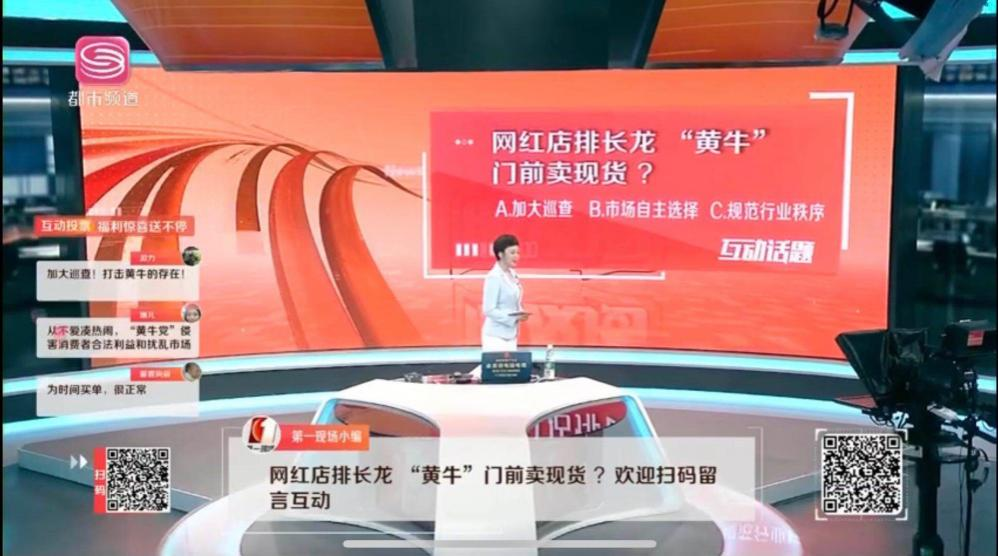 都市频道
网红店排长龙 “黄牛”
门前卖现货？
A.加大巡查 B.市场自主选择 C.规范行业秩序
互动话题
互动投票 福利惊喜送不停
加大巡查！打击黄牛的存在！
从不爱凑热闹，“黄牛党”侵
害消费者合法利益和扰乱市场
为时间买单，很正常
第一现场小编
网红店排长龙 “黄牛”门前卖现货？欢迎扫码留
言互动
扫码